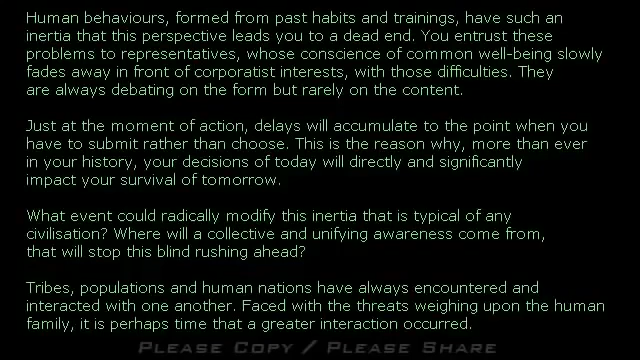 Human behaviours, formed from past habits and trainings, have such an
inertia that this perspective leads you to a dead end. You entrust these
problems to representatives, whose conscience of common well-being slowly
fades away in front of corporatist interests, with those difficulties. They
are always debating on the form but rarely on the content.
Just at the moment of action, delays will accumulate to the point when you
have to submit rather than choose. This is the reason why, more than ever
in your history, your decisions of today will directly and significantly
impact your survival of tomorrow.
What event could radically modify this inertia that is typical of any
civilisation? Where will a collective and unifying awareness come from,
that will stop this blind rushing ahead?
Tribes, populations and human nations have always encountered and
interacted with one another. Faced with the threats weighing upon the human
family, it is perhaps time that a greater interaction occurred.
Please Copy / Please Share